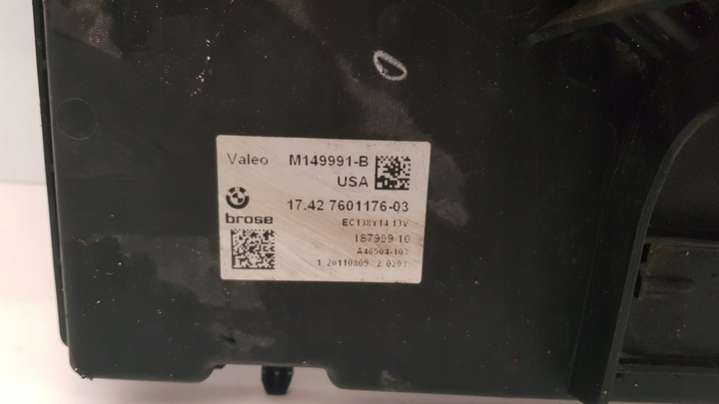 Valeo M149991-B
USA
17.42 7601176-03
brose
EC138Y14 13V
187959 10